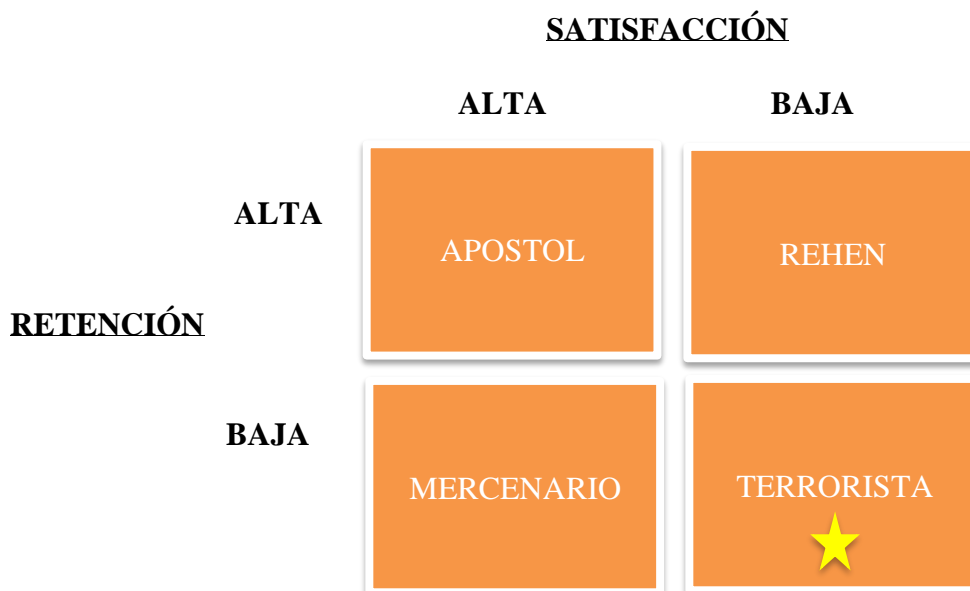 SATISFACCIÓN
ALTA BAJA
ALTA
APOSTOL REHEN
RETENCIÓN
BAJA
MERCENARIO TERRORISTA